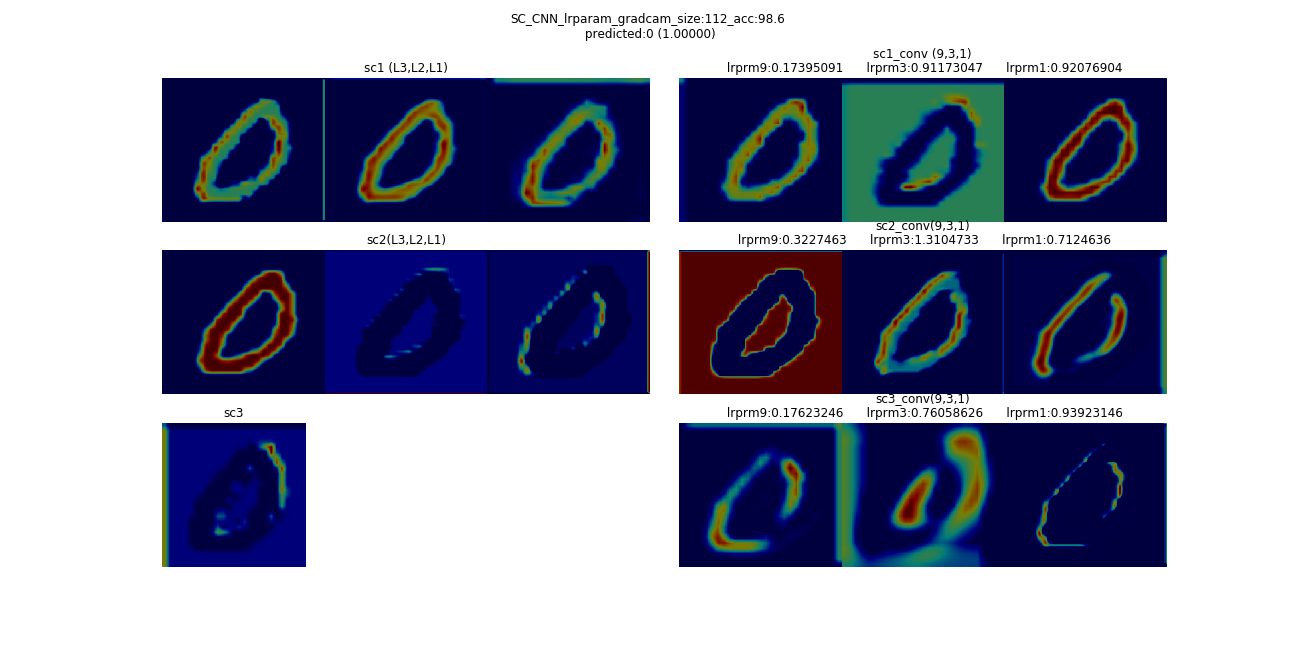 SC_CNN_lrparam_gradcam_size:112_acc:98.6
predicted:0 (1.00000)
sc1 (L3,L2,L1)
sc1_conv (9,3,1)
lrprm9:0.17395091 lrprm3:0.91173047 lrprm1:0.92076904
sc2(L3,L2,L1)
sc2_conv(9,3,1)
lrprm9:0.3227463 lrprm3:1.3104733 lrprm1:0.7124636
sc3
sc3_conv(9,3,1)
lrprm9:0.17623246 lrprm3:0.76058626 lrprm1:0.93923146